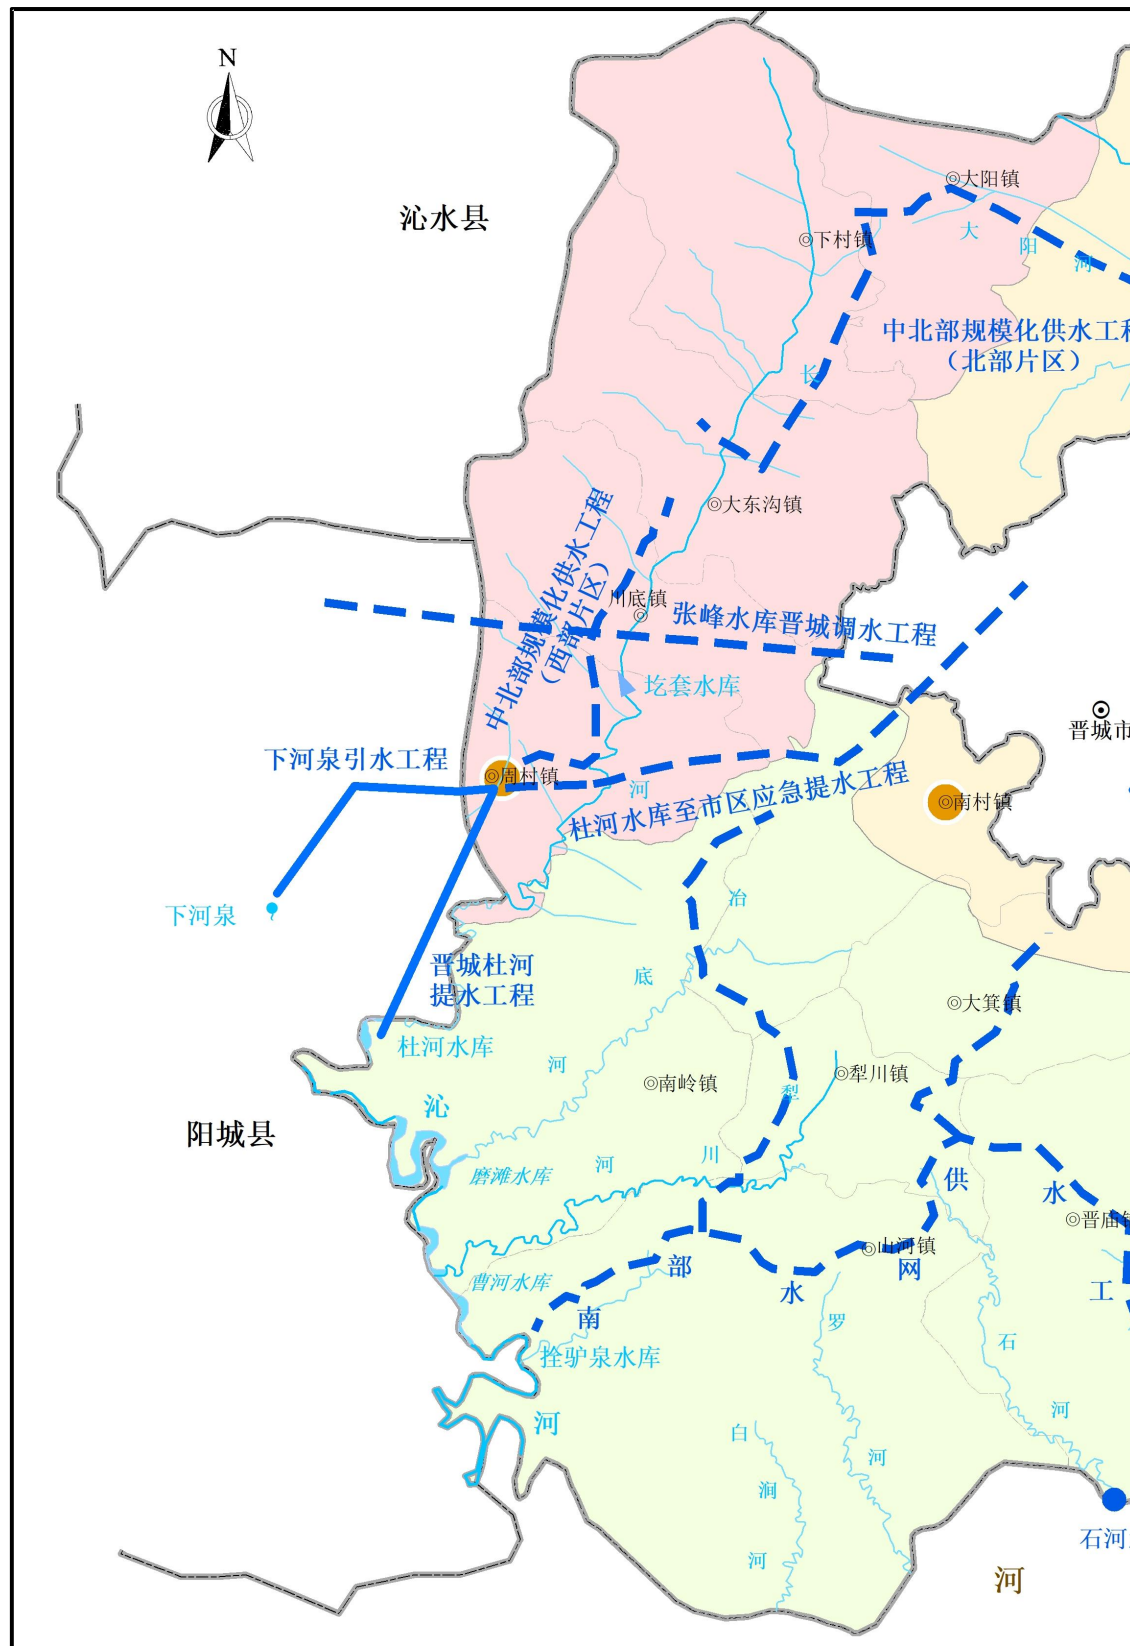 N
沁水县
大阳镇
下村镇
大阳河
中北部规模化供水工程
（北部片区）
长
大东沟镇
中北部规模化供水工程
（西部片区）
川底镇
张峰水库晋城调水工程
圪套水库
晋城市
下河泉引水工程
周村镇
河
南村镇
杜河水库至市区应急提水工程
下河泉
冶
底
河
晋城杜河
提水工程
大箕镇
杜河水库
南岭镇
犁川镇
犁
川
河
沁
阳城县
磨滩水库
供水
晋庙
山河镇
曹河水库
南部水网
工
罗
河
拴驴泉水库
石
河
河
白
涧
河
石河
河